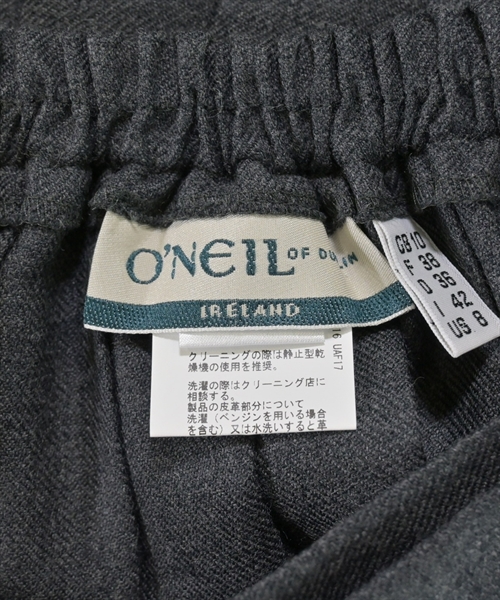 O'NEIL OF DUBLIN
IRELAND
GB 10
F 38
D 36
I 42
US 8
16 UAF17
クリーニングの際は静止型乾
燥機の使用を推奨。
洗濯の際はクリーニング店に
相談する。
製品の皮革部分について
洗濯（ベンジンを用いる場合
を含む）又は水洗いすると革